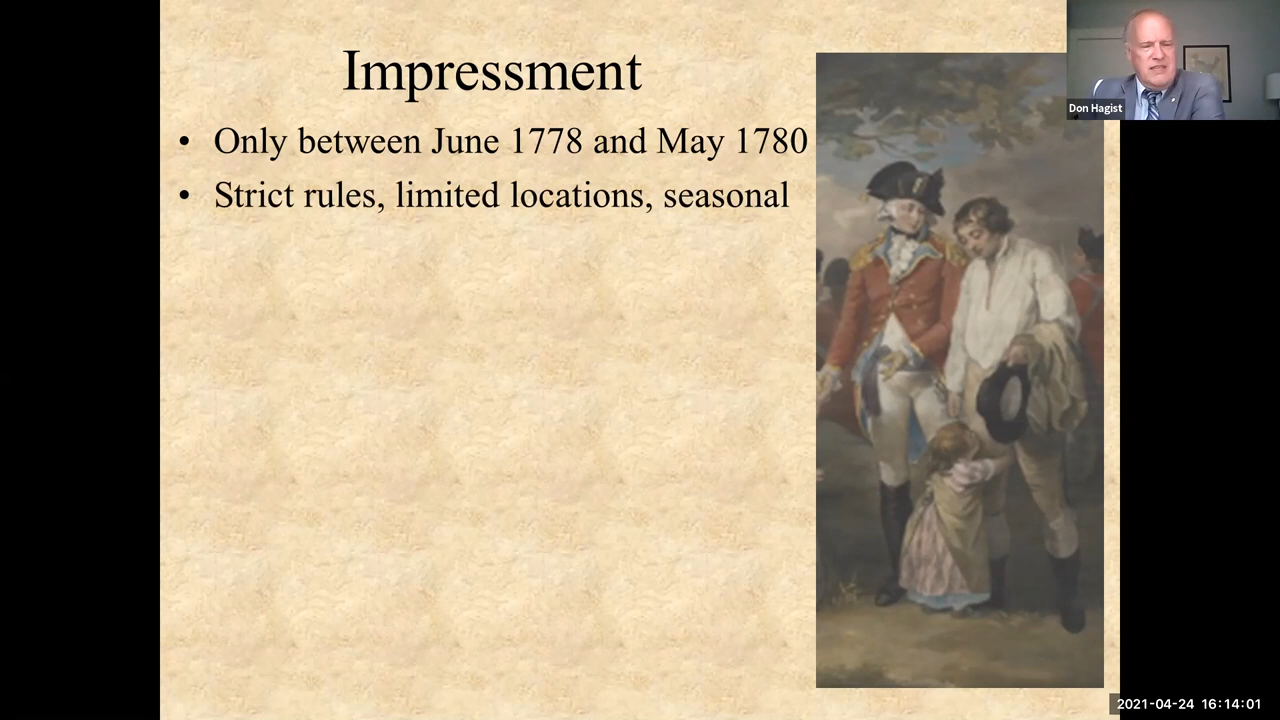 Impressment
• Only between June 1778 and May 1780
• Strict rules, limited locations, seasonal
Don Hagist
2021-04-24 16:14:01